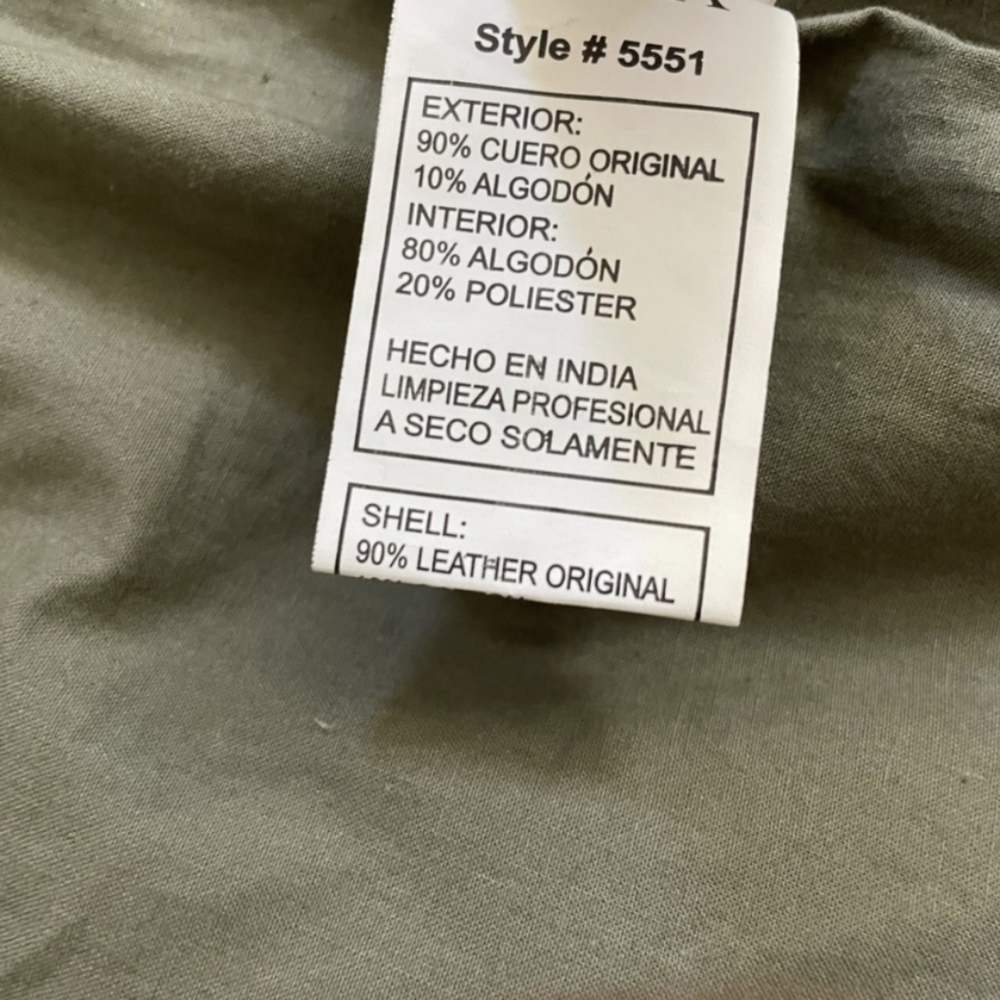 Style # 5551
EXTERIOR:
90% CUERO ORIGINAL
10% ALGODÓN
INTERIOR:
80% ALGODÓN
20% POLIESTER
HECHO EN INDIA
LIMPIEZA PROFESIONAL
A SECO SOLAMENTE
SHELL:
90% LEATHER ORIGINAL